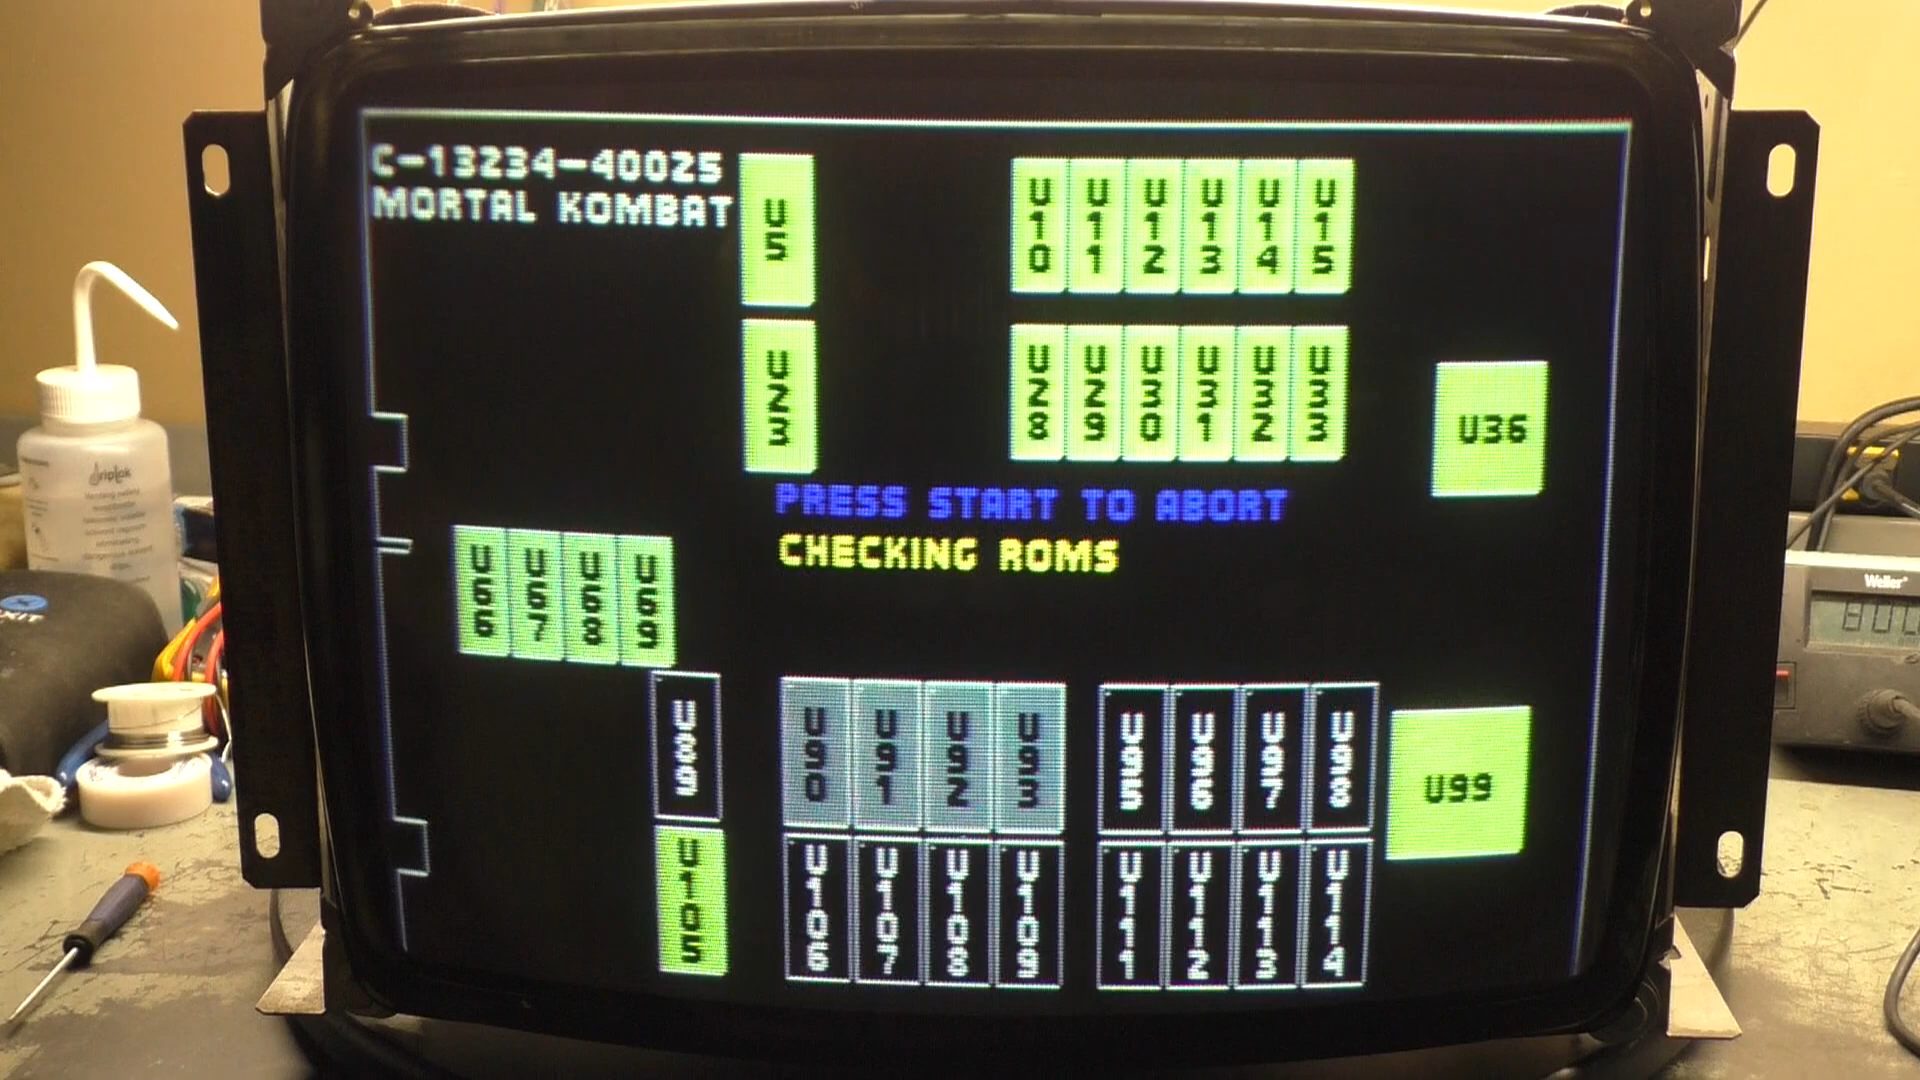 C-13234-40025
MORTAL KOMBAT
U5
U10 U11 U12 U13 U14 U15
U23
U28 U29 U30 U31 U32 U33
U36
PRESS START TO ABORT
CHECKING ROMS
U66 U67 U68 U69
U89
U90 U91 U92 U93
U95 U96 U97 U98
U99
U105
U106 U107 U108 U109
U111 U112 U113 U114
Weller
EXIT